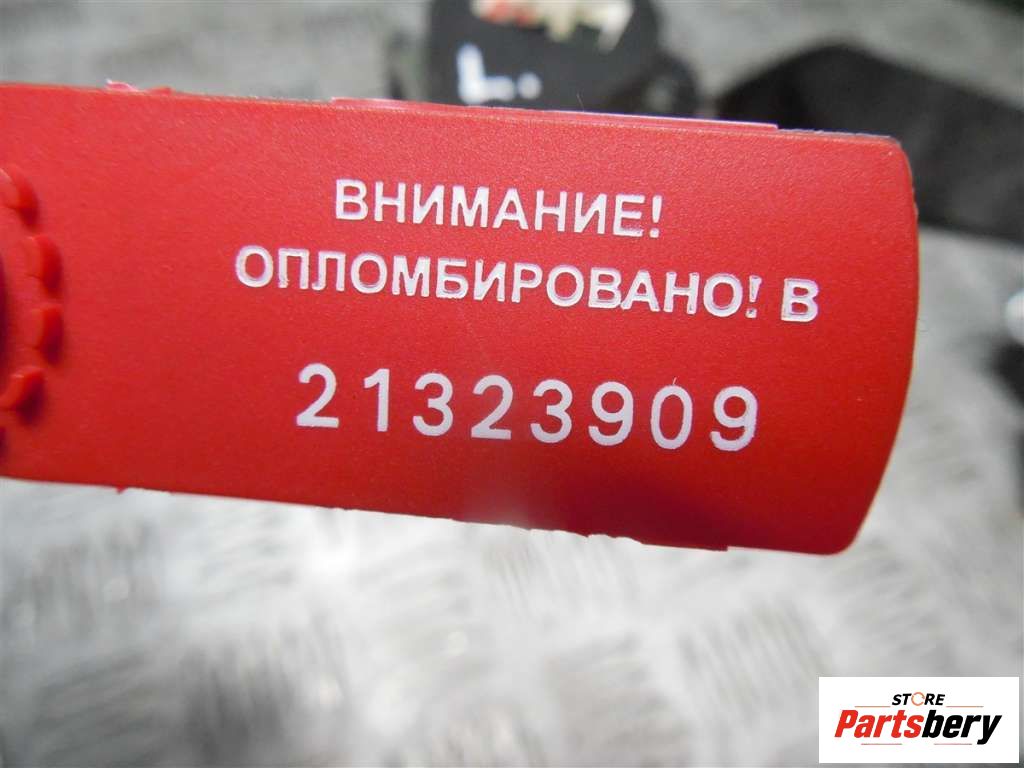 ВНИМАНИЕ!
ОПЛОМБИРОВАНО! В
21323909
STORE
Partsbery